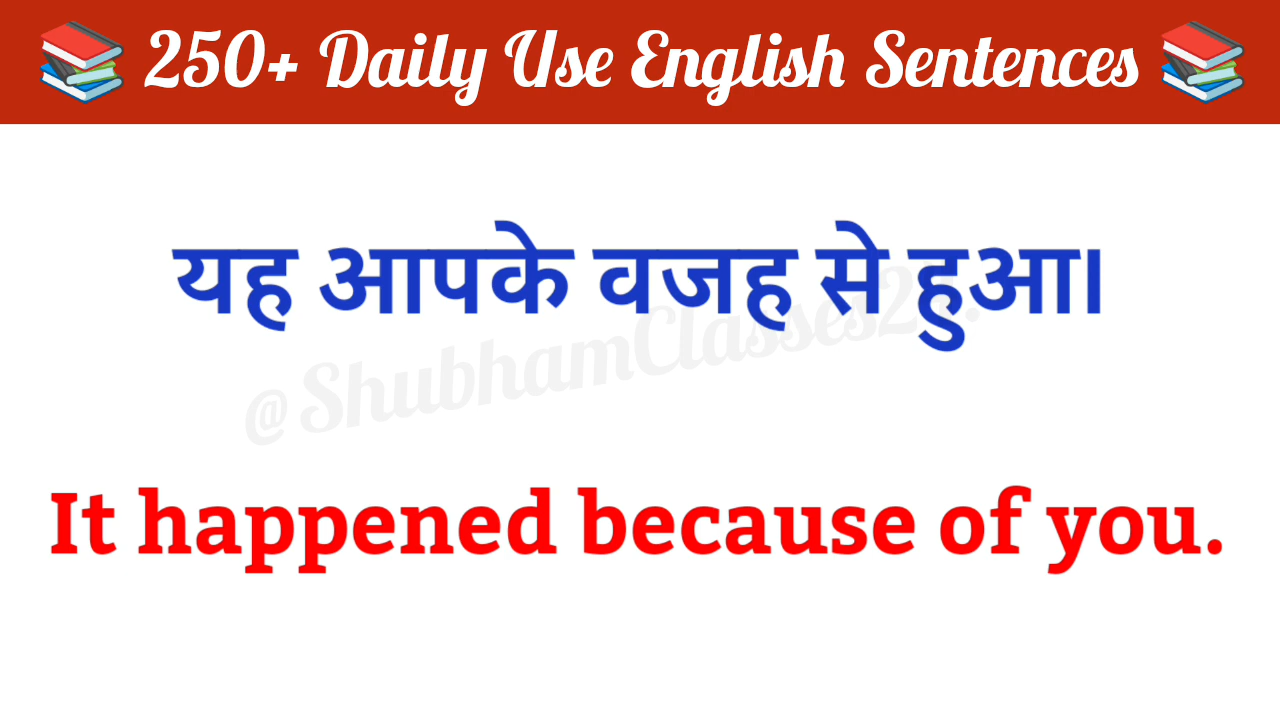 📚 250+ Daily Use English Sentences 📚
यह आपके वजह से हुआ।
It happened because of you.